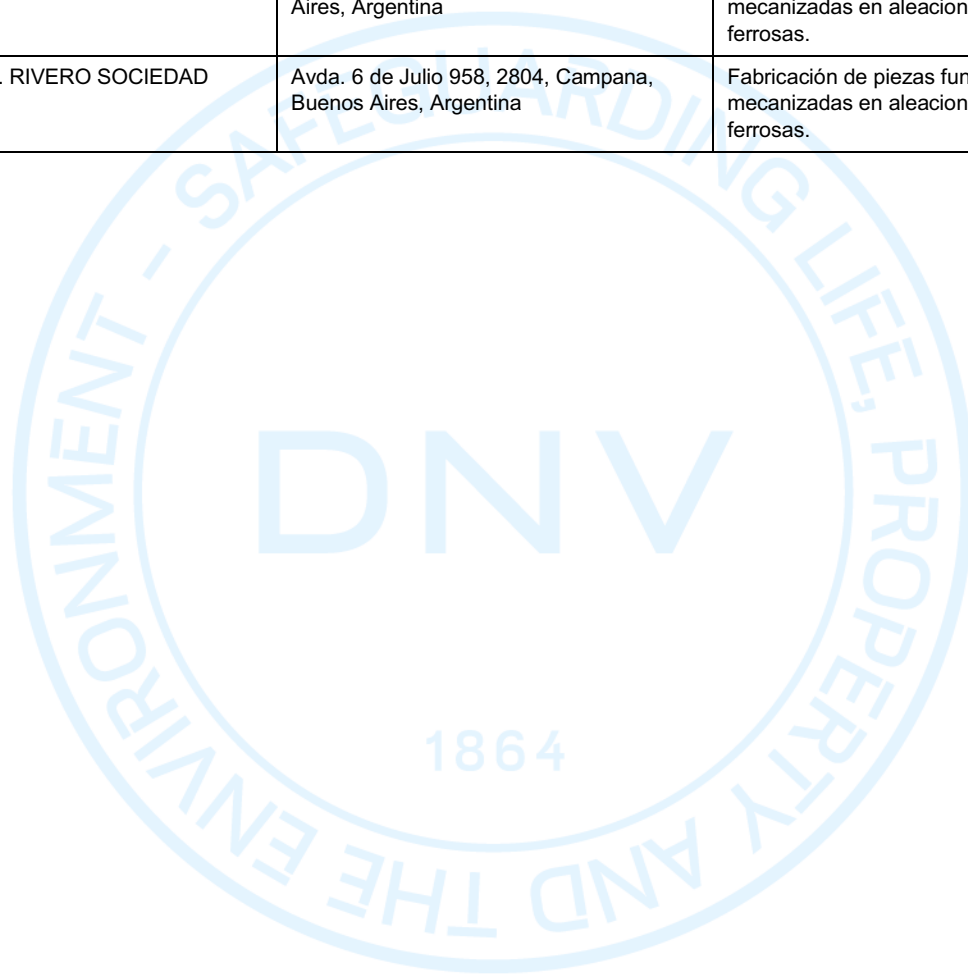 Aires, Argentina
mecanizadas en aleacion
ferrosas.
. RIVERO SOCIEDAD
Avda. 6 de Julio 958, 2804, Campana,
Buenos Aires, Argentina
Fabricación de piezas fun
mecanizadas en aleacion
ferrosas.
SAFEGUARDING LIFE, PROPERTY AND THE ENVIRONMENT -
DNV
1864